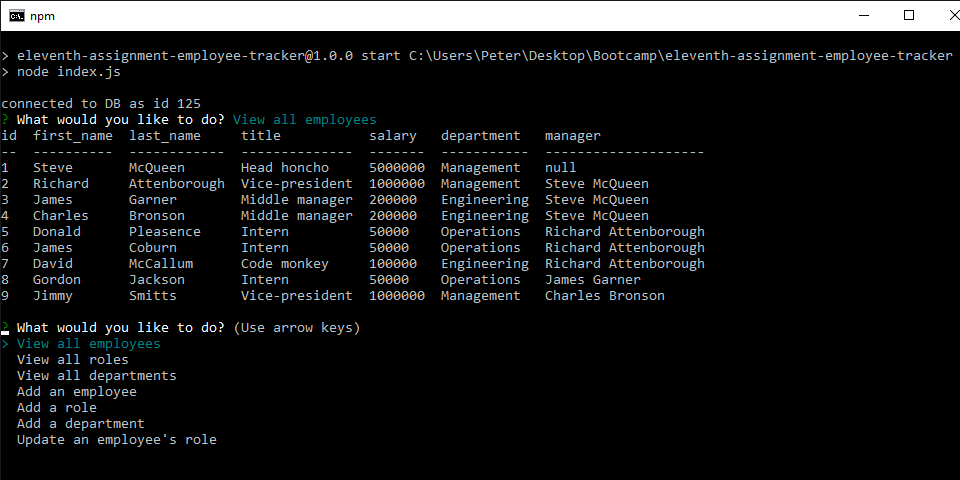 npm
> eleventh-assignment-employee-tracker@1.0.0 start C:\Users\Peter\Desktop\Bootcamp\eleventh-assignment-employee-tracker
> node index.js
connected to DB as id 125
? What would you like to do? View all employees
id  first_name  last_name     title           salary   department   manager
--  ----------  ------------  --------------  -------  -----------  --------------------
1   Steve       McQueen       Head honcho     5000000  Management   null
2   Richard     Attenborough  Vice-president  1000000  Management   Steve McQueen
3   James       Garner        Middle manager  200000   Engineering  Steve McQueen
4   Charles     Bronson       Middle manager  200000   Engineering  Steve McQueen
5   Donald      Pleasence     Intern          50000    Operations   Richard Attenborough
6   James       Coburn        Intern          50000    Operations   Richard Attenborough
7   David       McCallum      Code monkey     100000   Engineering  Richard Attenborough
8   Gordon      Jackson       Intern          50000    Operations   James Garner
9   Jimmy       Smitts        Vice-president  1000000  Management   Charles Bronson
? What would you like to do? (Use arrow keys)
> View all employees
  View all roles
  View all departments
  Add an employee
  Add a role
  Add a department
  Update an employee's role